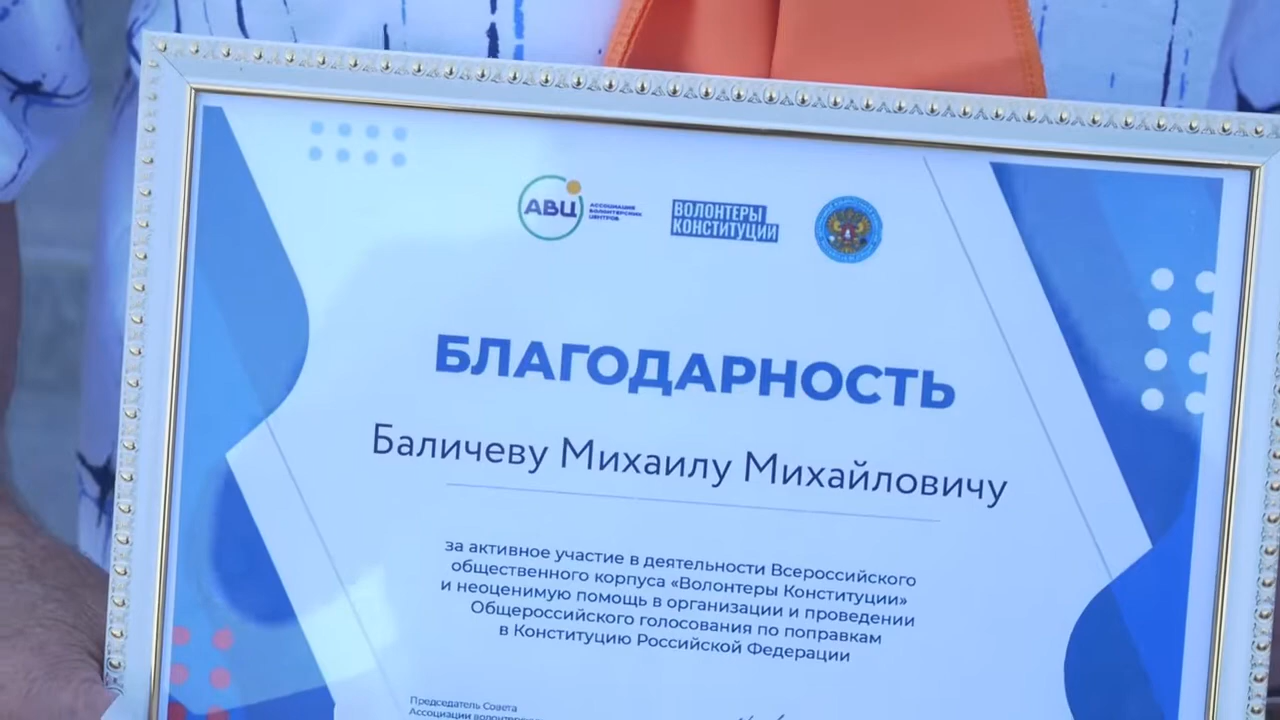 АВЦ
АССОЦИАЦИЯ
ВОЛОНТЕРСКИХ
ЦЕНТРОВ
ВОЛОНТЕРЫ
КОНСТИТУЦИИ
БЛАГОДАРНОСТЬ
Баличеву Михаилу Михайловичу
за активное участие в деятельности Всероссийского
общественного корпуса «Волонтеры Конституции»
и неоценимую помощь в организации и проведении
Общероссийского голосования по поправкам
в Конституцию Российской Федерации
Председатель Совета
Ассоциации